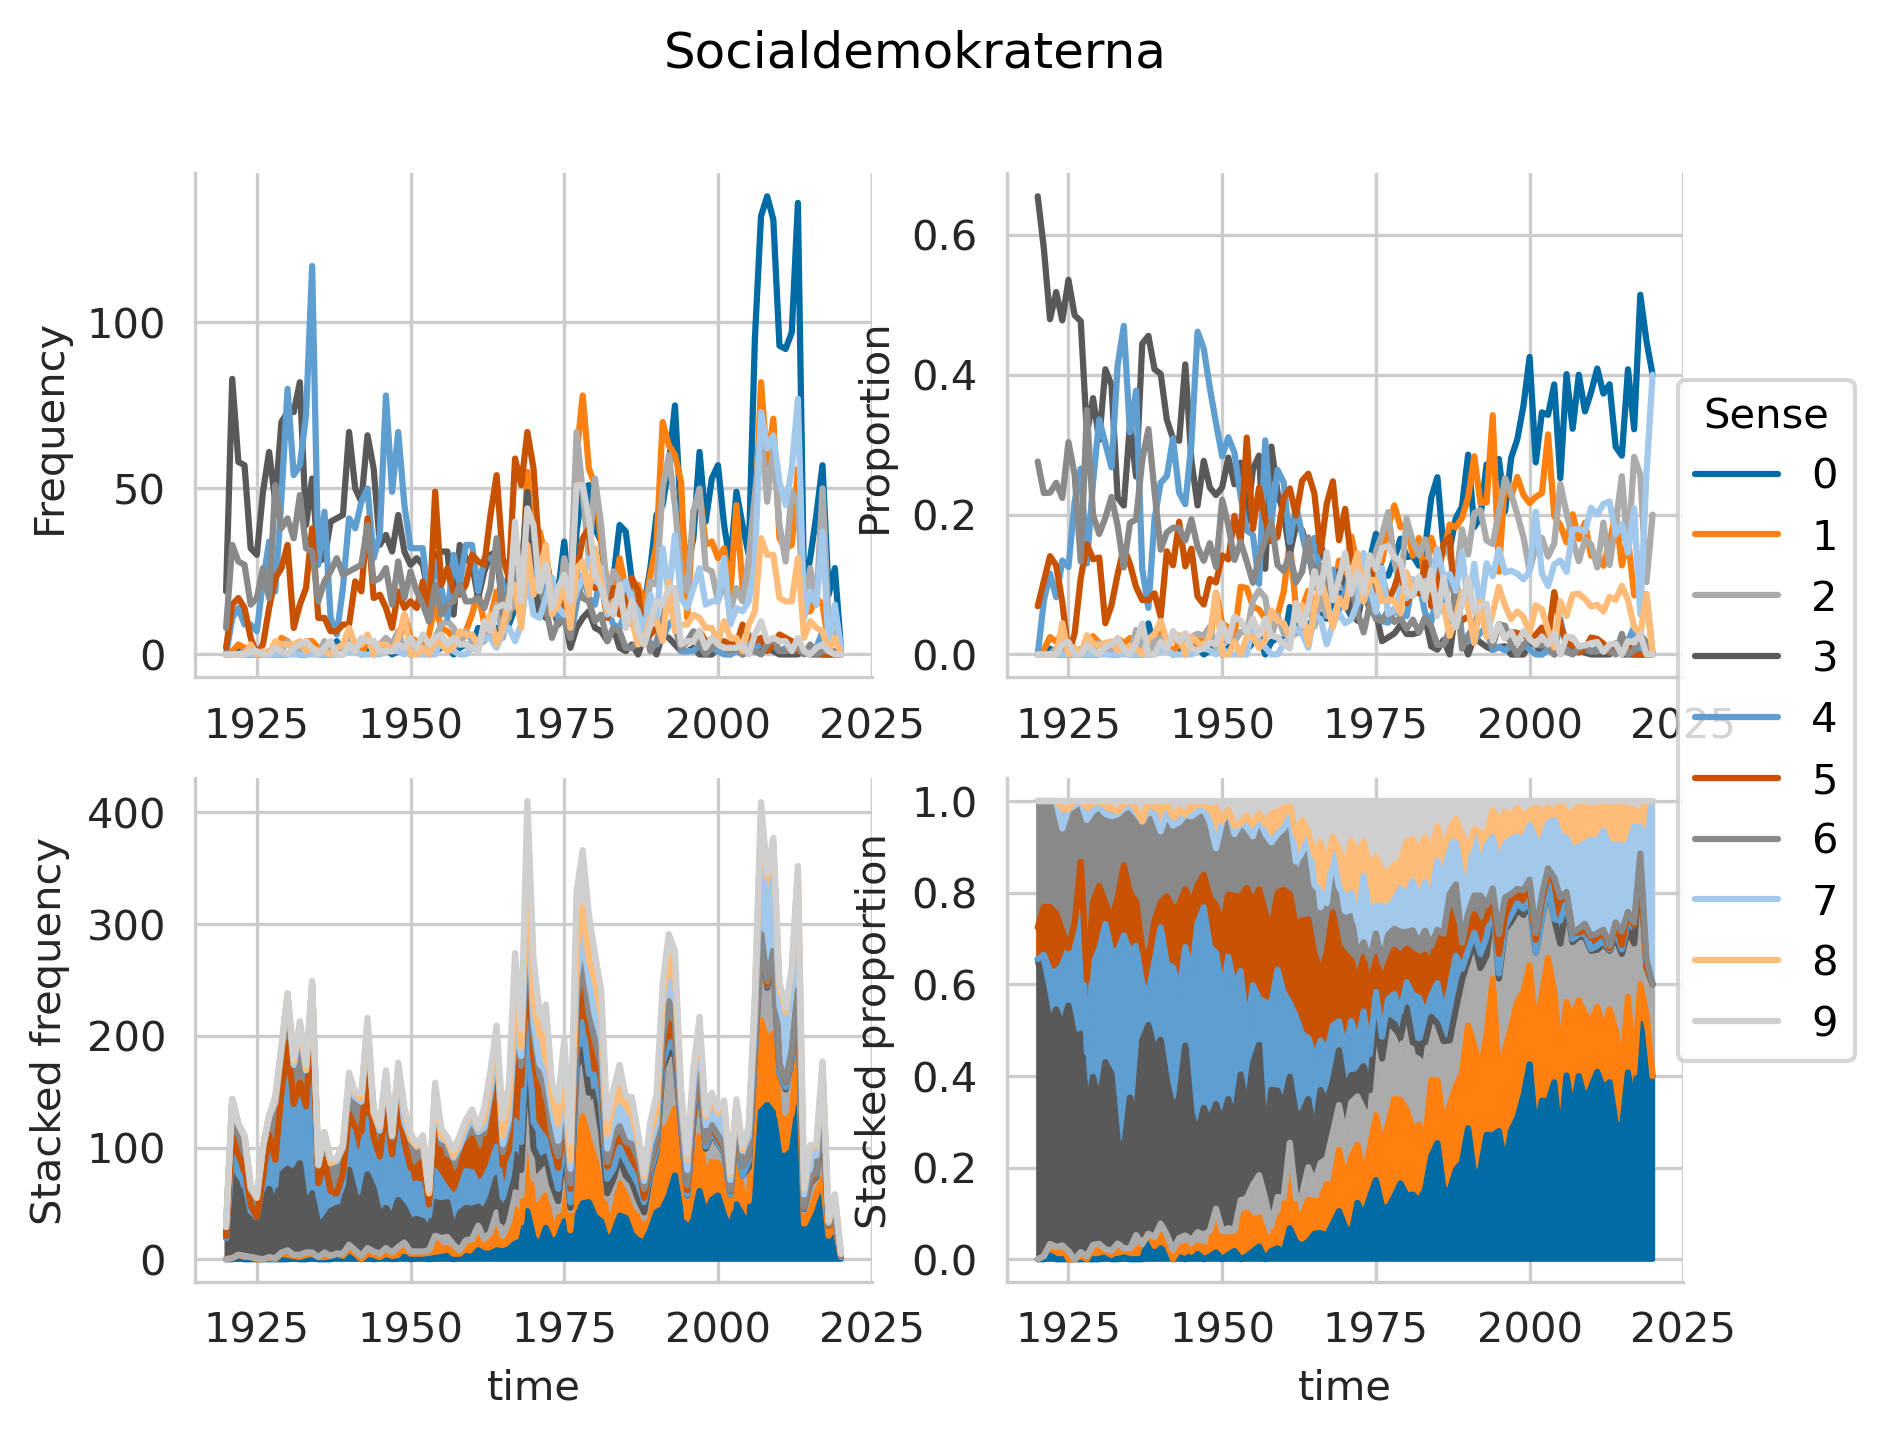 Socialdemokraterna
Frequency
100
50
0
1925 1950 1975 2000 2025
Proportion
0.6
0.4
0.2
0.0
1925 1950 1975 2000 2025
Stacked frequency
400
300
200
100
0
1925 1950 1975 2000 2025
time
Stacked proportion
1.0
0.8
0.6
0.4
0.2
0.0
1925 1950 1975 2000 2025
time
Sense
0
1
2
3
4
5
6
7
8
9